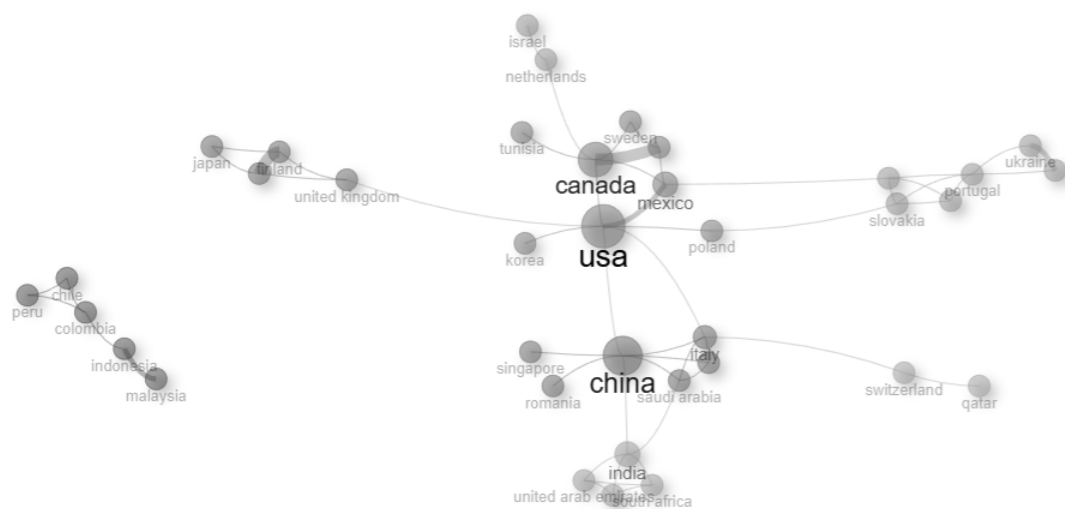 israel
netherlands
tunisia
sweden
japan
finland
ukraine
united kingdom
canada
portugal
mexico
slovakia
usa
korea
poland
chile
peru
colombia
indonesia
malaysia
singapore
italy
china
romania
saudi arabia
switzerland
qatar
india
united arab emirates
south africa